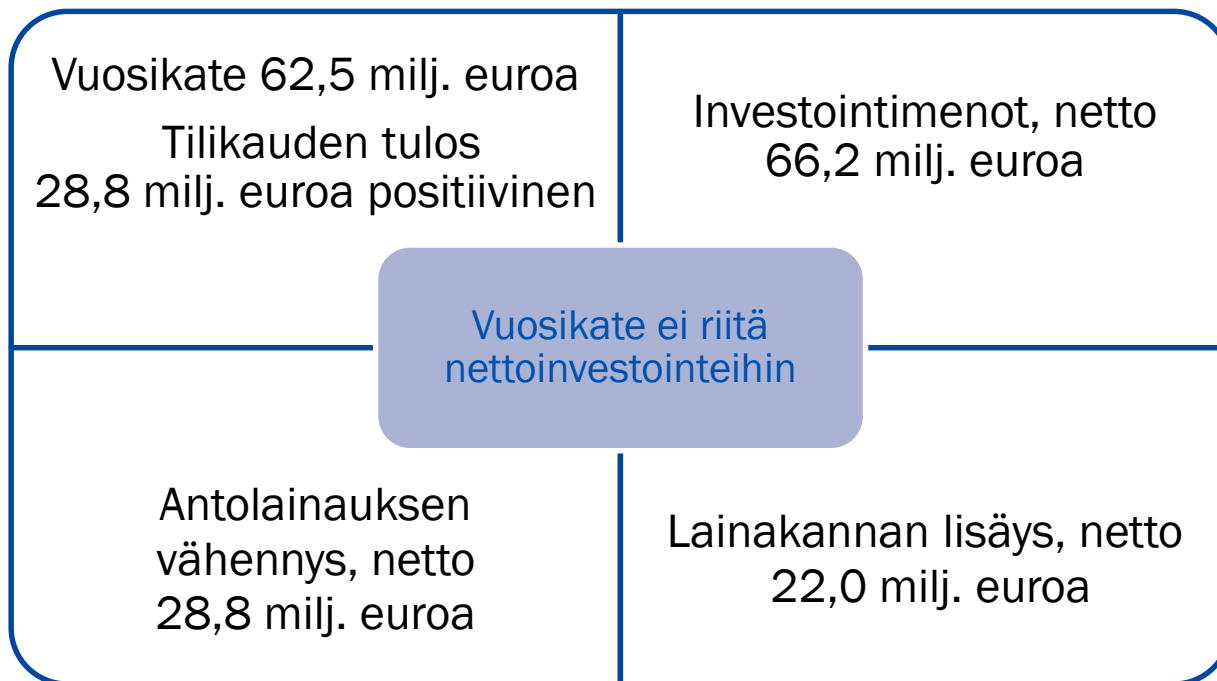 Vuosikate 62,5 milj. euroa
Tilikauden tulos
28,8 milj. euroa positiivinen
Investointimenot, netto
66,2 milj. euroa
Vuosikate ei riitä
nettoinvestointeihin
Antolainauksen
vähennys, netto
28,8 milj. euroa
Lainakannan lisäys, netto
22,0 milj. euroa